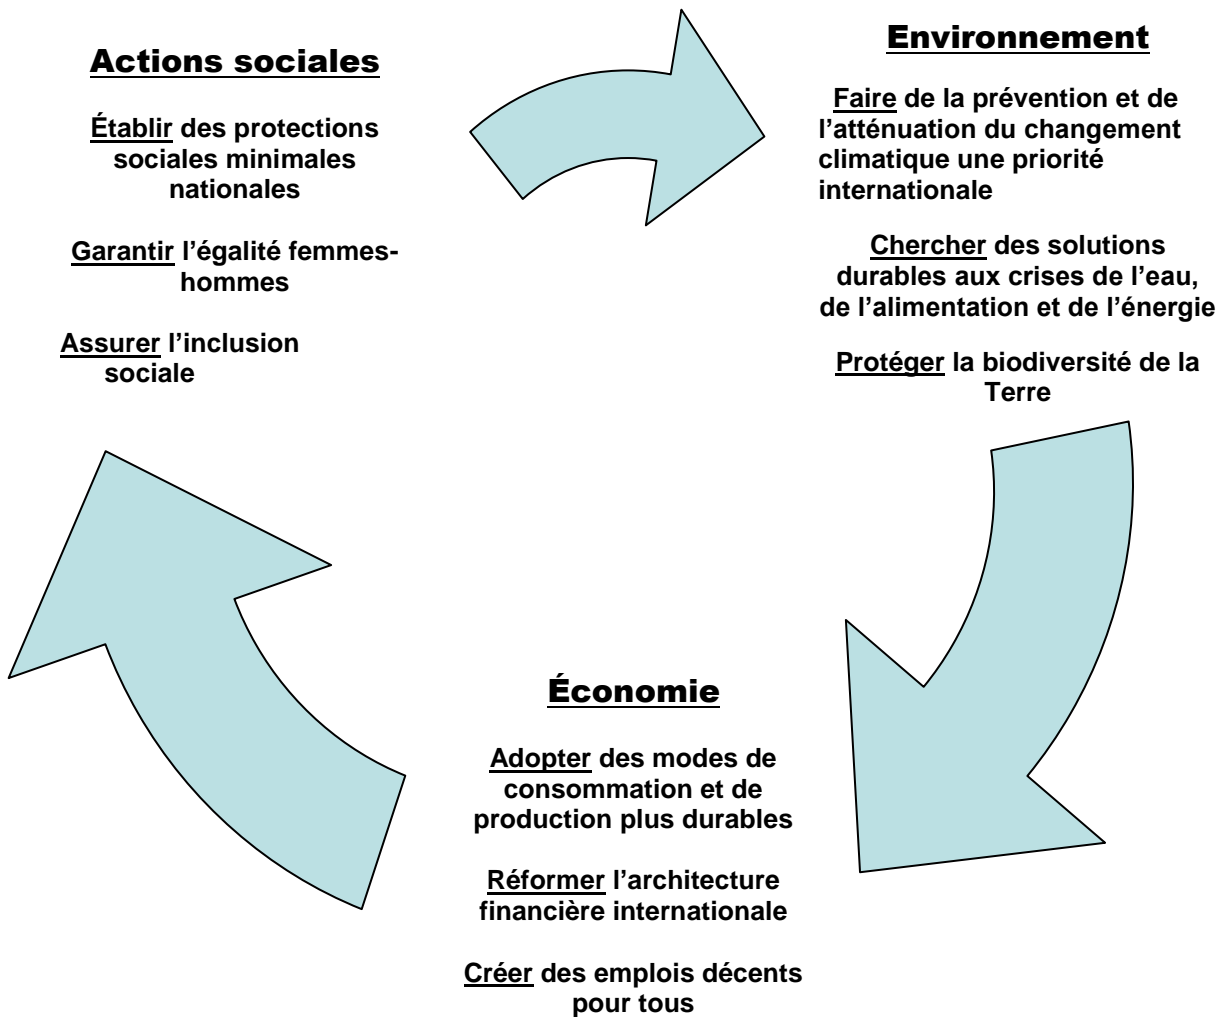 Actions sociales
Établir des protections
sociales minimales
nationales
Garantir l'égalité femmes-
hommes
Assurer l'inclusion
sociale
Environnement
Faire de la prévention et de
l'atténuation du changement
climatique une priorité
internationale
Chercher des solutions
durables aux crises de l'eau,
de l'alimentation et de l'énergie
Protéger la biodiversité de la
Terre
Économie
Adopter des modes de
consommation et de
production plus durables
Réformer l'architecture
financière internationale
Créer des emplois décents
pour tous